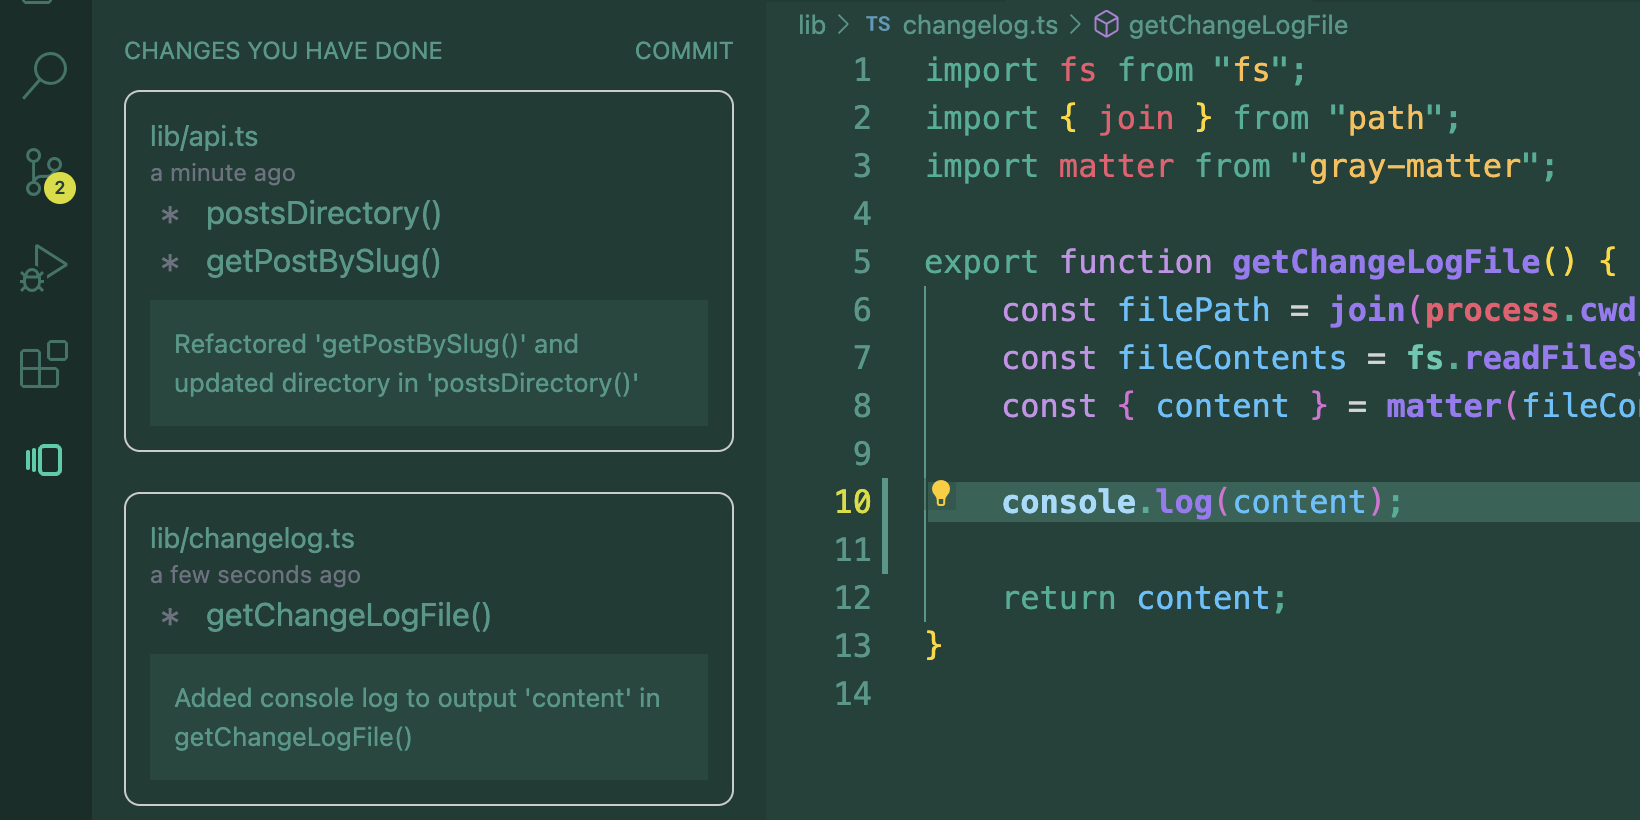 CHANGES YOU HAVE DONE
COMMIT
2
lib/api.ts
a minute ago
* postsDirectory()
* getPostBySlug()
Refactored 'getPostBySlug()' and
updated directory in 'postsDirectory()'
lib/changelog.ts
a few seconds ago
* getChangeLogFile()
Added console log to output 'content' in
getChangeLogFile()
lib > TS changelog.ts > getChangeLogFile
1 import fs from "fs";
2 import { join } from "path";
3 import matter from "gray-matter";
4
5 export function getChangeLogFile() {
6 const filePath = join(process.cwd
7 const fileContents = fs.readFileSy
8 const { content } = matter(fileCo
9
10 console.log(content);
11
12 return content;
13 }
14